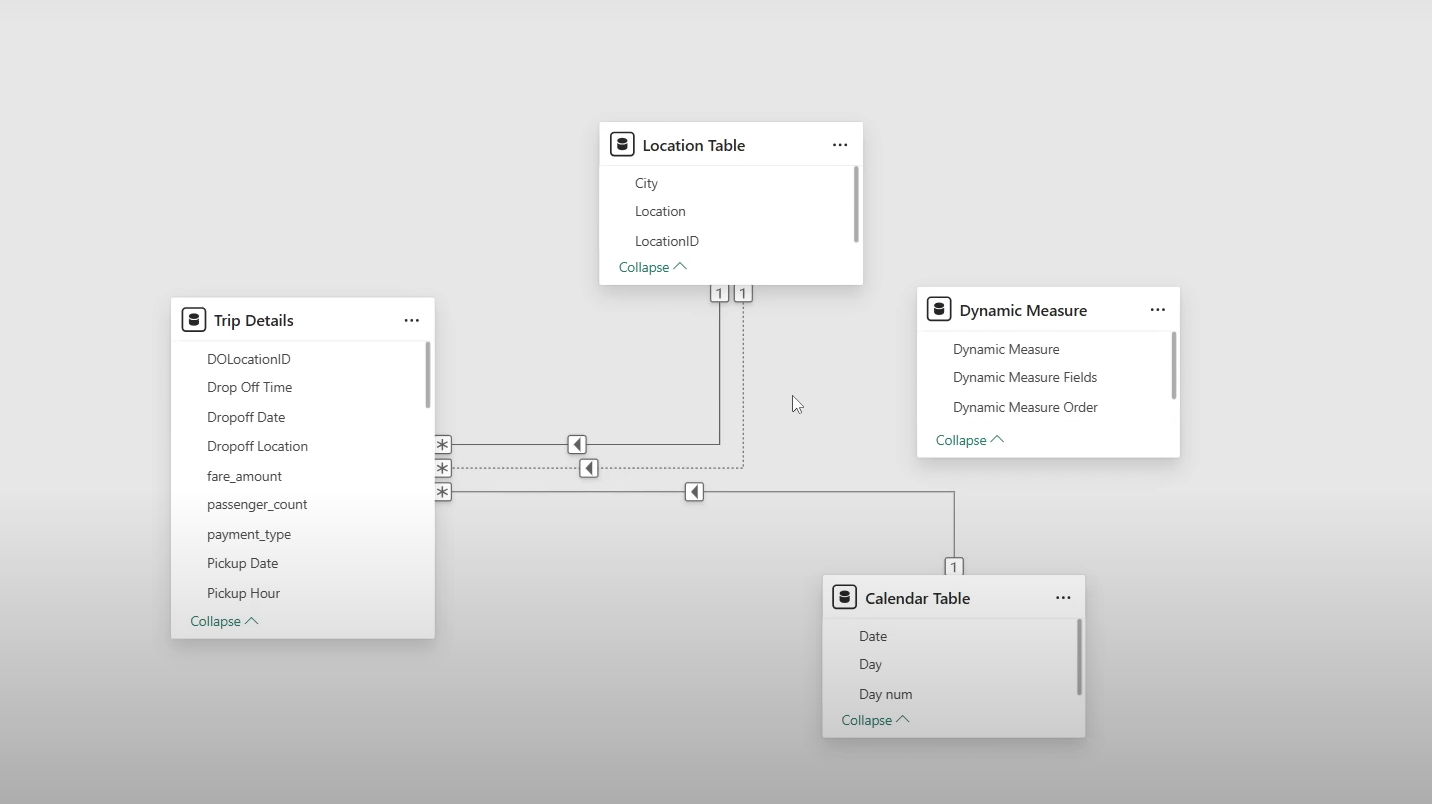 Location Table
City
Location
LocationID
Collapse
1 1
Trip Details
DOLocationID
Drop Off Time
Dropoff Date
Dropoff Location
fare_amount
passenger_count
payment_type
Pickup Date
Pickup Hour
Collapse
*
*
*
Dynamic Measure
Dynamic Measure
Dynamic Measure Fields
Dynamic Measure Order
Collapse
1
Calendar Table
Date
Day
Day num
Collapse